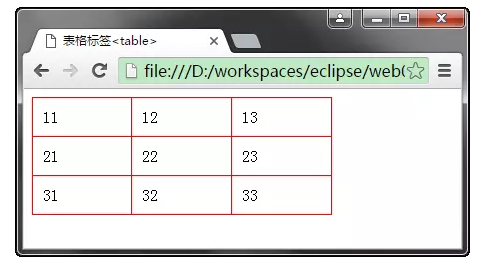 表格标签<table>
file:///D:/workspaces/eclipse/web
11 12 13
21 22 23
31 32 33